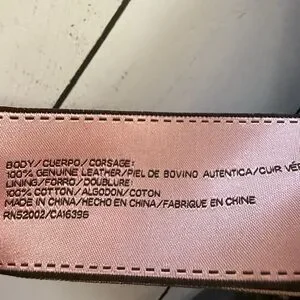 BODY/CUERPO/CORSAGE:
100% GENUINE LEATHER/PIEL DE BOVINO AUTENTICA/CUIR VÉR
LINING/FORRO/DOUBLURE:
100% COTTON/ALGODON/COTON
MADE IN CHINA/HECHO EN CHINA/FABRIQUE EN CHINE
RN52002/CA16398